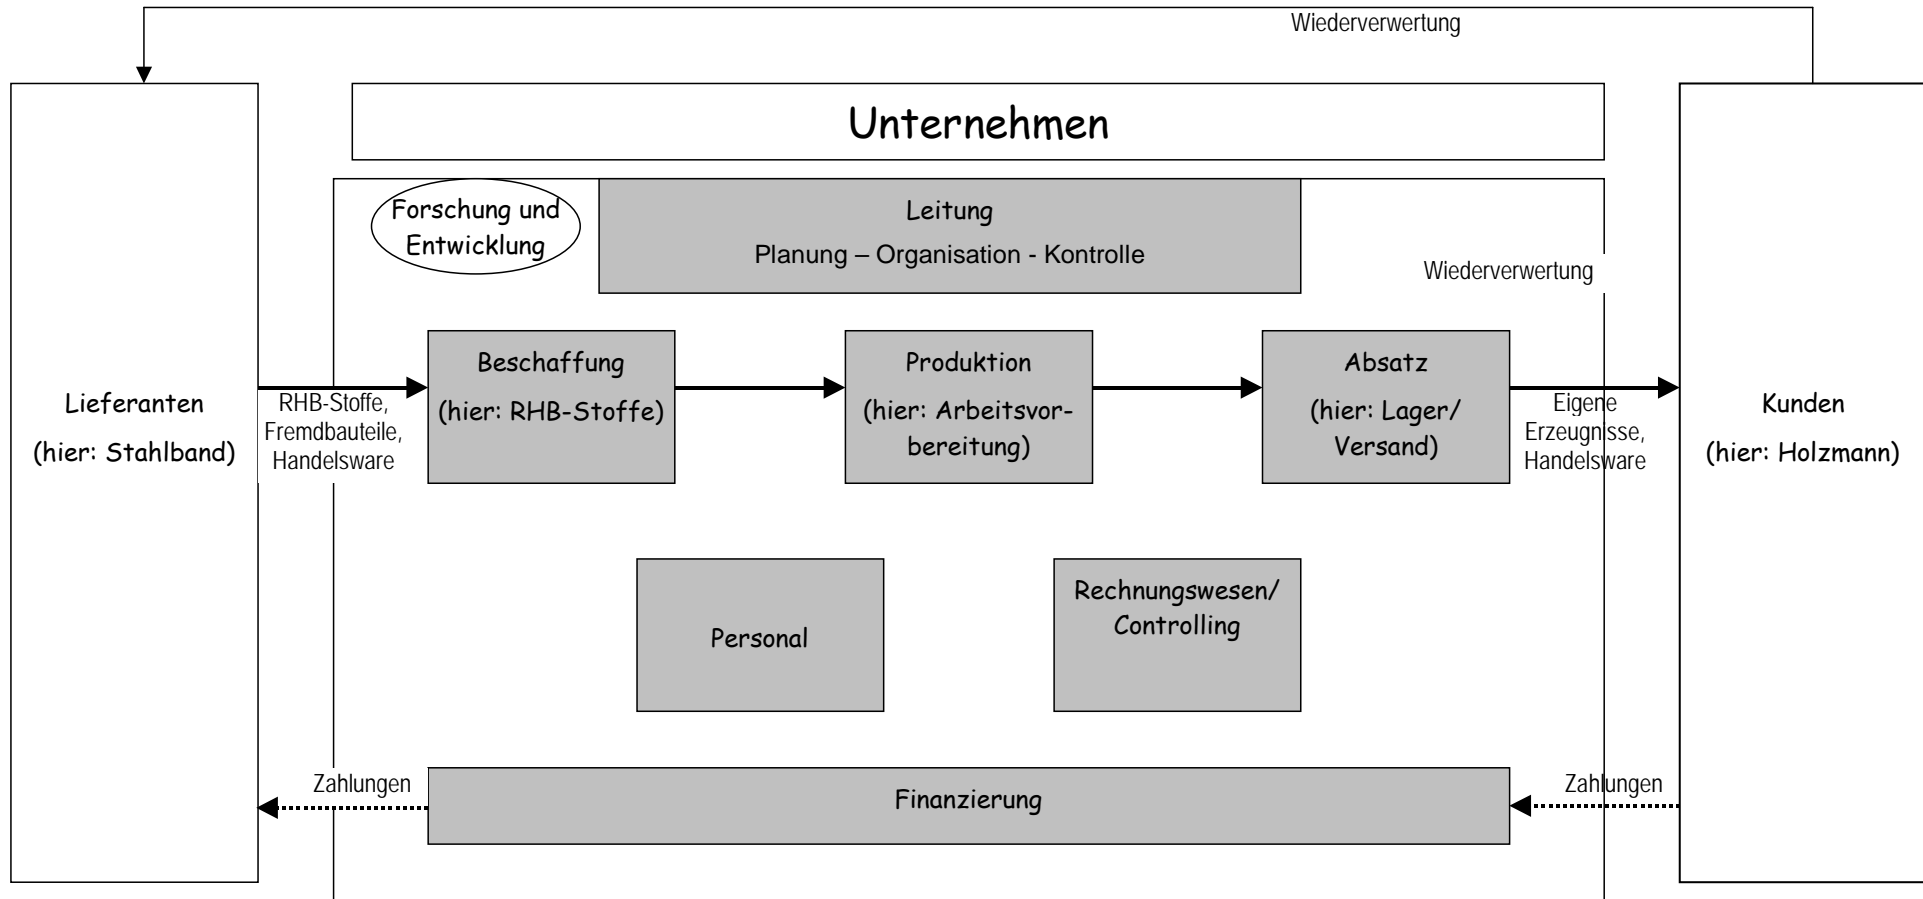 Wiederverwertung
Unternehmen
Forschung und
Entwicklung
Leitung
Planung – Organisation - Kontrolle
Wiederverwertung
Lieferanten
(hier: Stahlband)
RHB-Stoffe,
Fremdbauteile,
Handelsware
Beschaffung
(hier: RHB-Stoffe)
Produktion
(hier: Arbeitsvor-
bereitung)
Absatz
(hier: Lager/
Versand)
Eigene
Erzeugnisse,
Handelsware
Kunden
(hier: Holzmann)
Personal
Rechnungswesen/
Controlling
Zahlungen
Finanzierung
Zahlungen